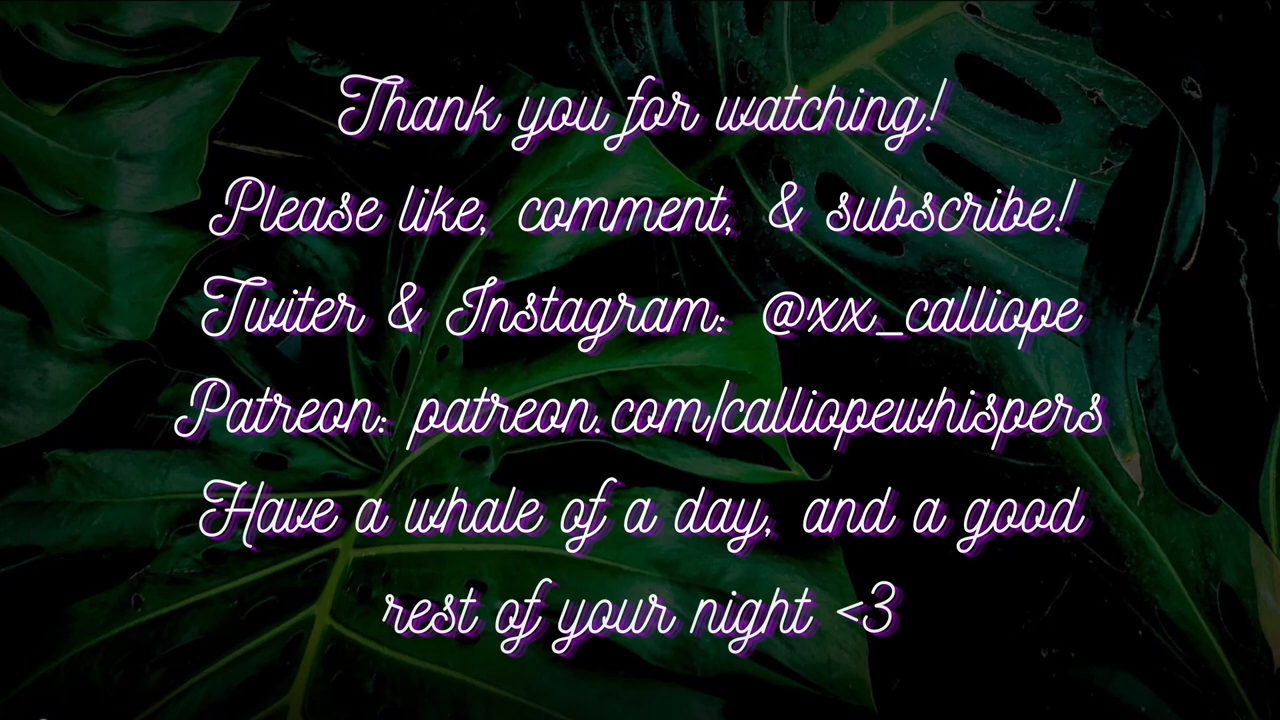 Thank you for watching!
Please like, comment, & subscribe!
Twiter & Instagram: @xx_calliope
Patreon: patreon.com/calliopewhispers
Have a whale of a day, and a good
rest of your night <3